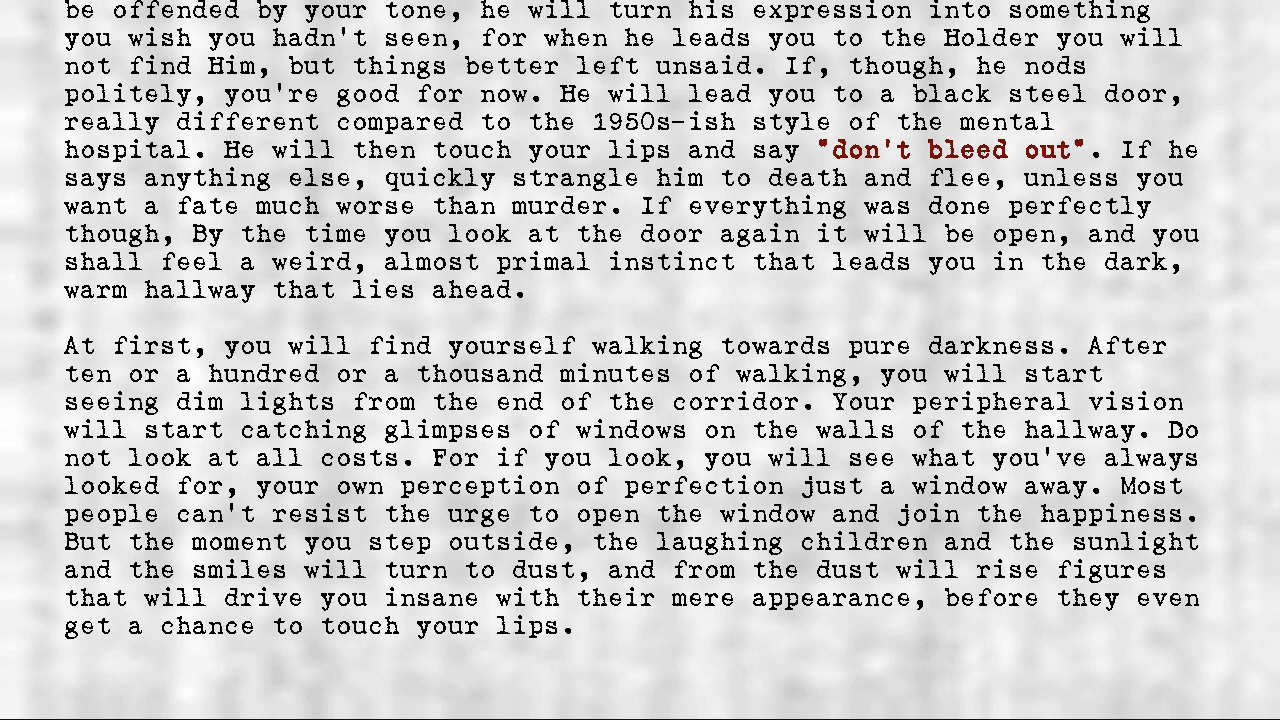 be offended by your tone, he will turn his expression into something
you wish you hadn't seen, for when he leads you to the Holder you will
not find Him, but things better left unsaid. If, though, he nods
politely, you're good for now. He will lead you to a black steel door,
really different compared to the 1950s-ish style of the mental
hospital. He will then touch your lips and say "don't bleed out". If he
says anything else, quickly strangle him to death and flee, unless you
want a fate much worse than murder. If everything was done perfectly
though, By the time you look at the door again it will be open, and you
shall feel a weird, almost primal instinct that leads you in the dark,
warm hallway that lies ahead.
At first, you will find yourself walking towards pure darkness. After
ten or a hundred or a thousand minutes of walking, you will start
seeing dim lights from the end of the corridor. Your peripheral vision
will start catching glimpses of windows on the walls of the hallway. Do
not look at all costs. For if you look, you will see what you've always
looked for, your own perception of perfection just a window away. Most
people can't resist the urge to open the window and join the happiness.
But the moment you step outside, the laughing children and the sunlight
and the smiles will turn to dust, and from the dust will rise figures
that will drive you insane with their mere appearance, before they even
get a chance to touch your lips.